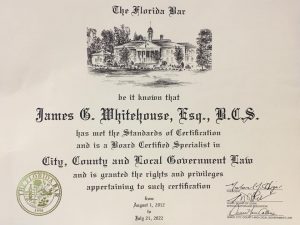 The Florida Bar
be it known that
James G. Whitehouse, Esq., B.C.S.
has met the Standards of Certification
and is a Board Certified Specialist in
City, County and Local Government Law
and is granted the rights and privileges
appertaining to such certification
from
August 1, 2012
to
July 31, 2022